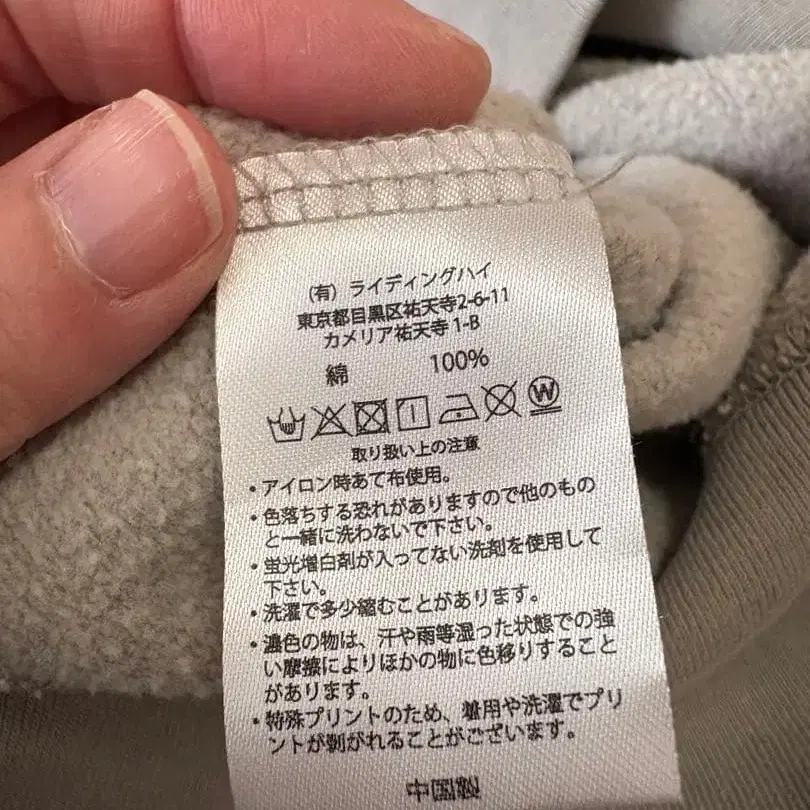 (有) ライディングハイ
東京都目黒区祐天寺2-6-11
カメリア祐天寺 1-B
綿 100%
W
取り扱い上の注意
・アイロン時あて布使用。
・色落ちする恐れがありますので他のもの
と一緒に洗わないで下さい。
・蛍光増白剤が入ってない洗剤を使用して
下さい。
・洗濯で多少縮むことがあります。
・濃色の物は、汗や雨等湿った状態での強
い摩擦によりほかの物に色移りすること
があります。
・特殊プリントのため、着用や洗濯でプリ
ントが剥がれることがございます。
中国製